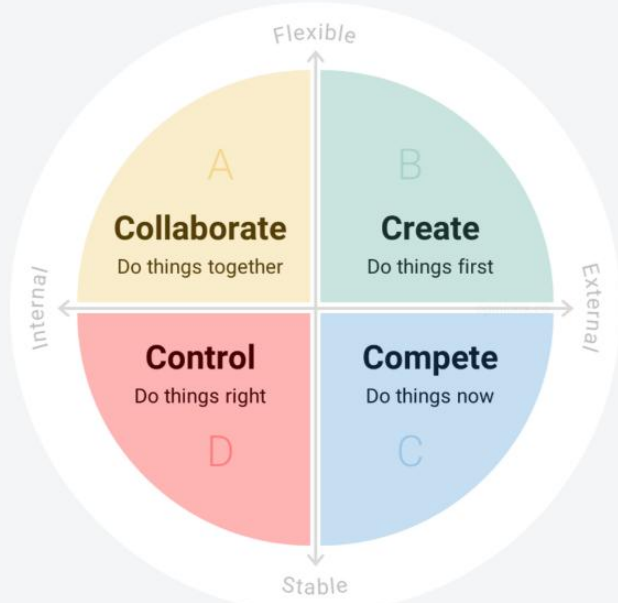 Flexible
A
B
Collaborate
Create
Do things together
Do things first
Internal
External
Control
Compete
Do things right
Do things now
D
C
Stable